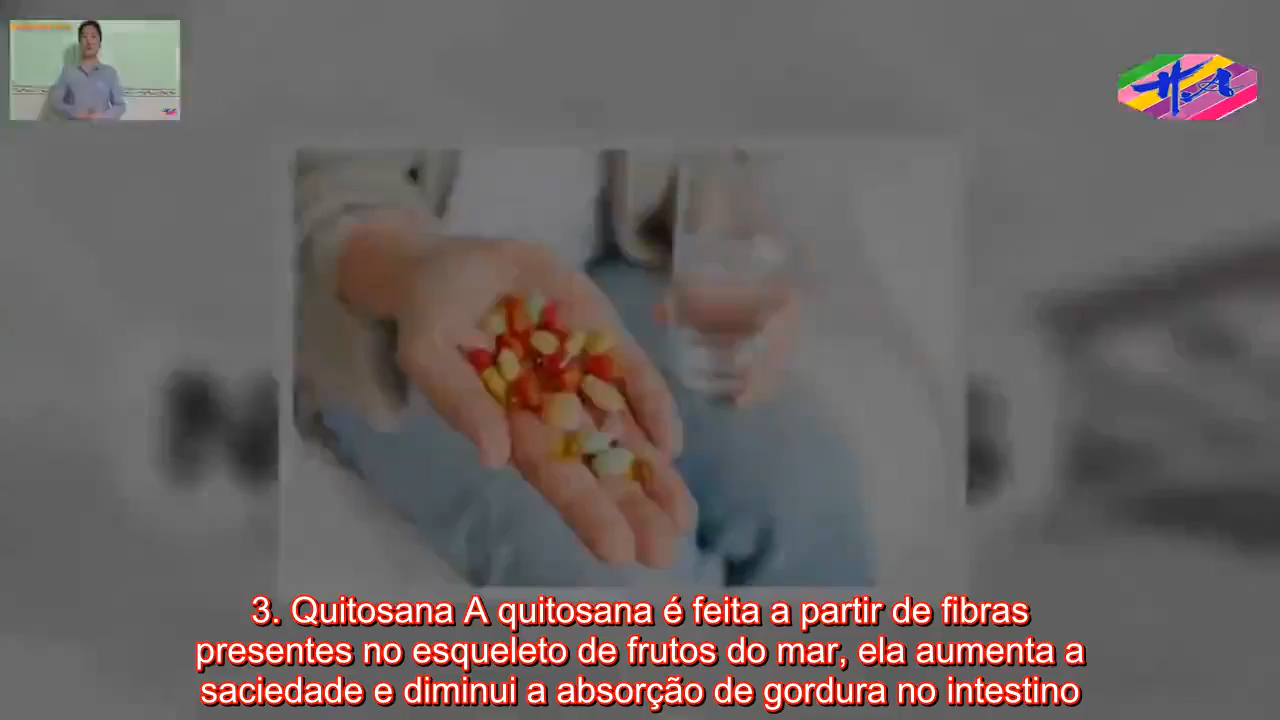 H.A
3. Quitosana A quitosana é feita a partir de fibras
presentes no esqueleto de frutos do mar, ela aumenta a
saciedade e diminui a absorção de gordura no intestino